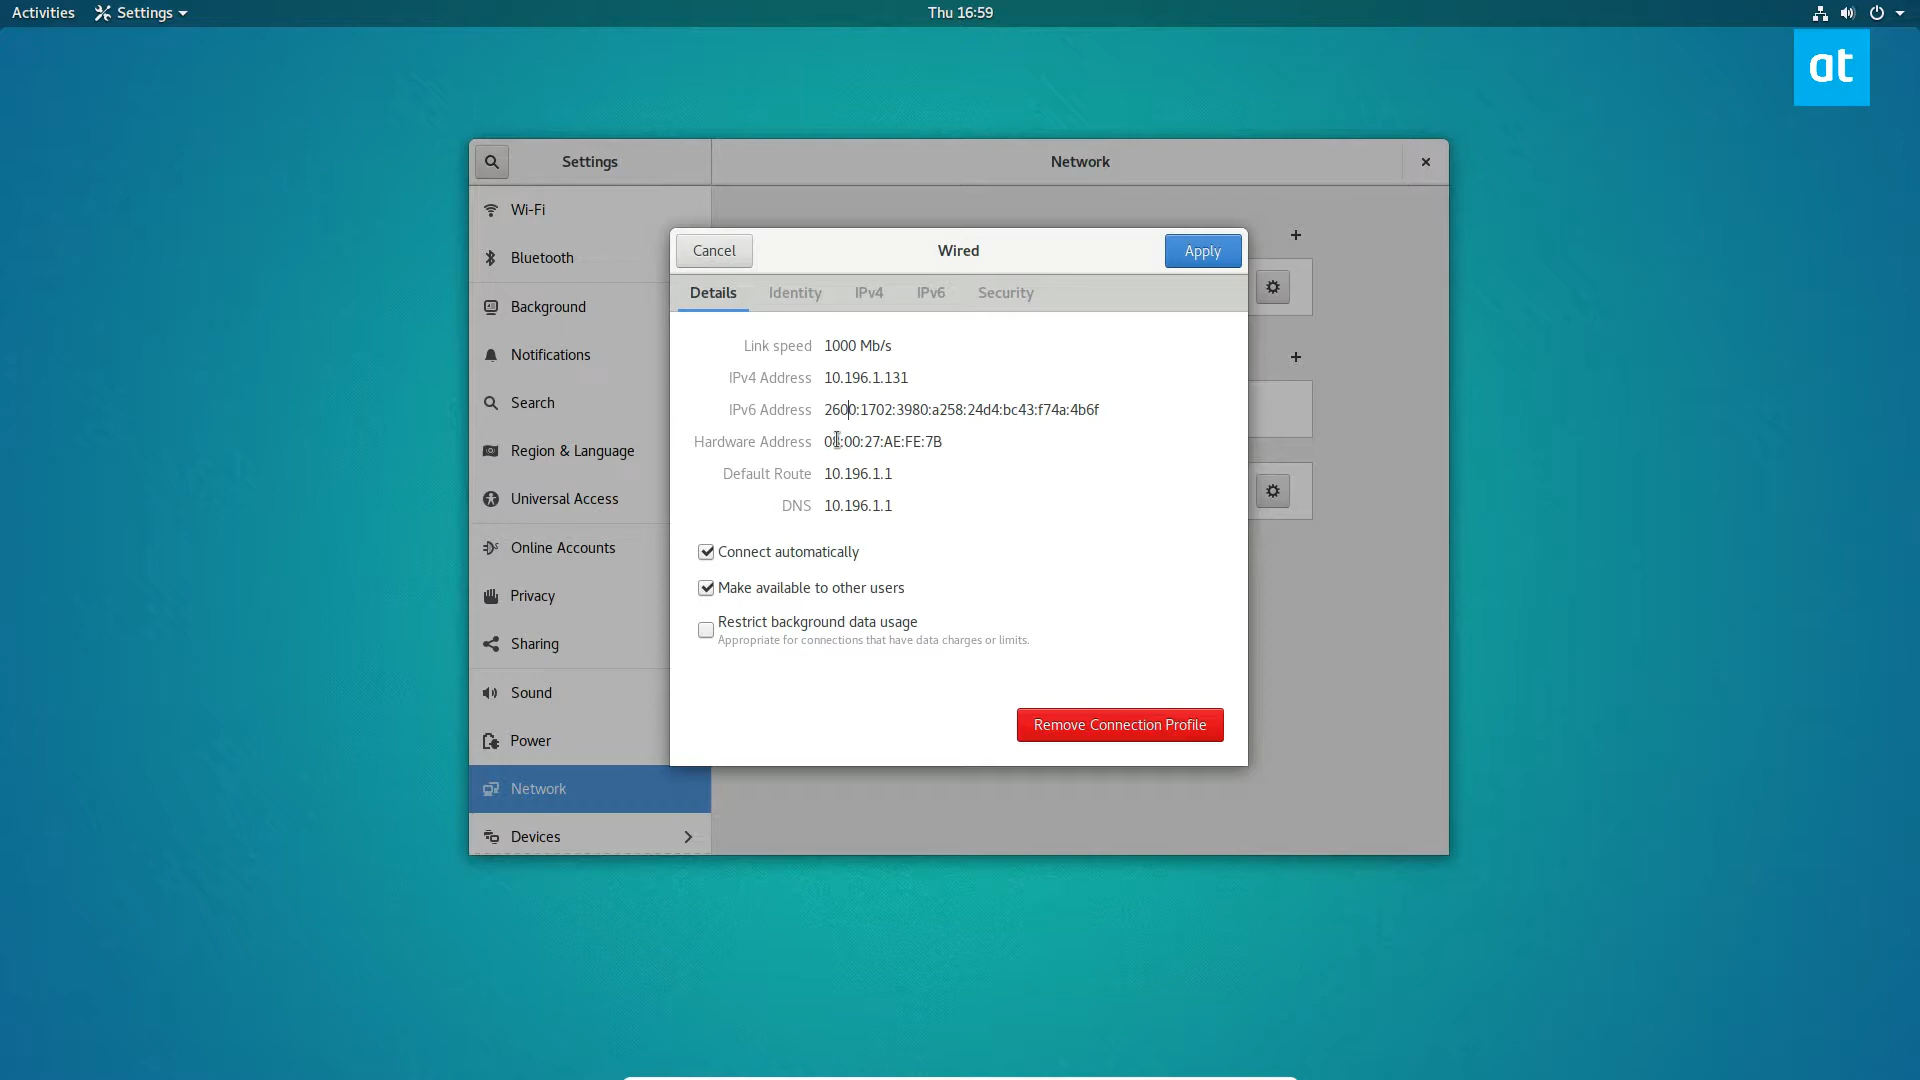 Activities Settings Thu 16:59
at
Settings Network
Wi-Fi
Bluetooth
Background
Notifications
Search
Region & Language
Universal Access
Online Accounts
Privacy
Sharing
Sound
Power
Network
Devices
Cancel Wired Apply
Details Identity IPv4 IPv6 Security
Link speed 1000 Mb/s
IPv4 Address 10.196.1.131
IPv6 Address 2600:1702:3980:a258:24d4:bc43:f74a:4b6f
Hardware Address 08:00:27:AE:FE:7B
Default Route 10.196.1.1
DNS 10.196.1.1
Connect automatically
Make available to other users
Restrict background data usage
Appropriate for connections that have data charges or limits.
Remove Connection Profile